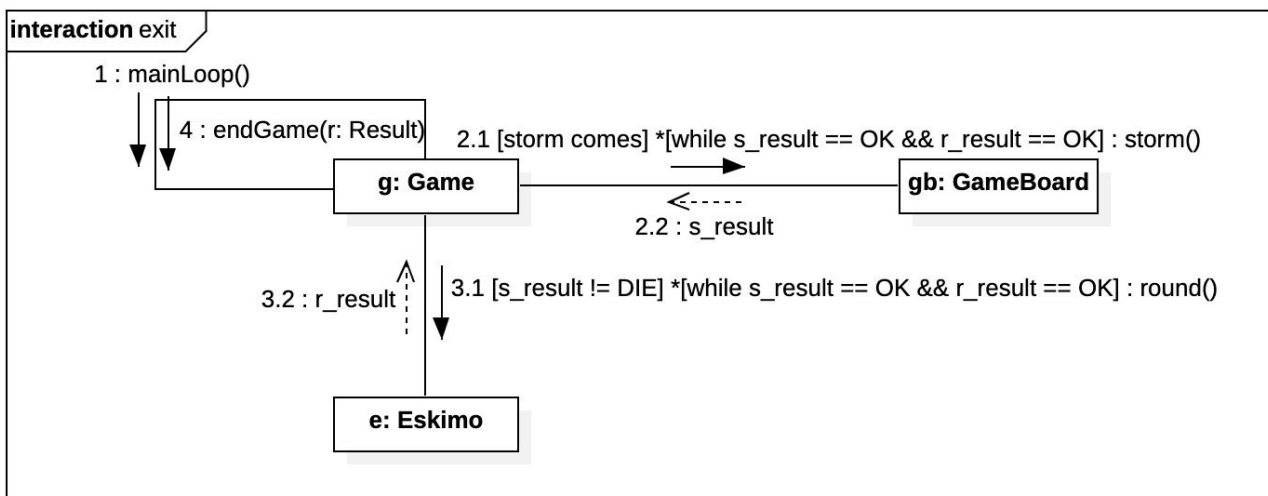 interaction exit
1 : mainLoop()
4 : endGame(r: Result)
2.1 [storm comes] *[while s_result == OK && r_result == OK] : storm()
g: Game
gb: GameBoard
2.2 : s_result
3.2 : r_result
3.1 [s_result != DIE] *[while s_result == OK && r_result == OK] : round()
e: Eskimo